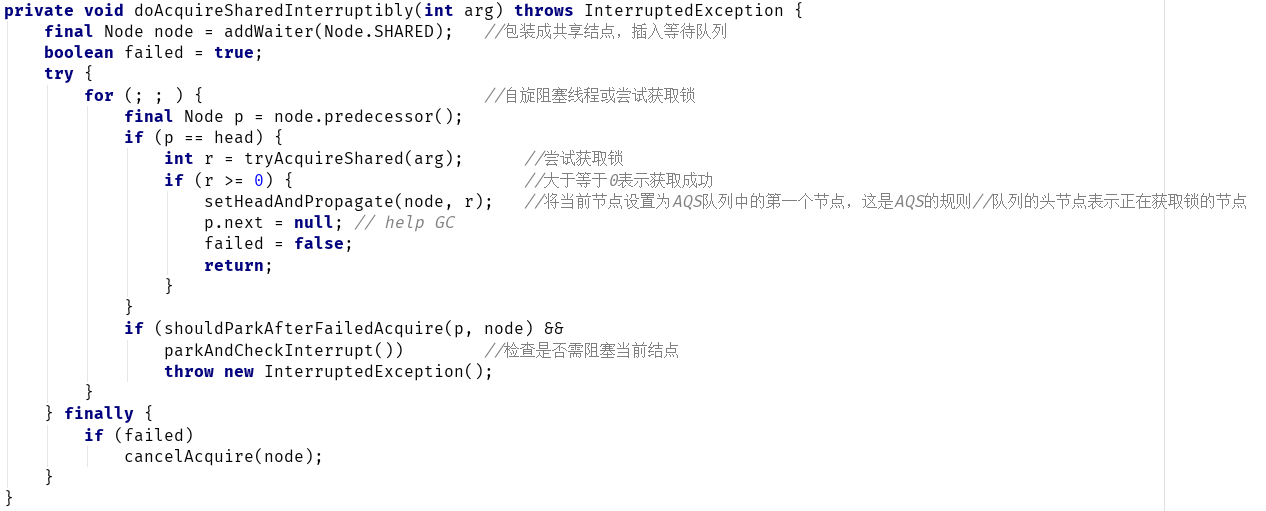 private void doAcquireSharedInterruptibly(int arg) throws InterruptedException {
    final Node node = addWaiter(Node.SHARED);   //包装成共享结点，插入等待队列
    boolean failed = true;
    try {
        for (; ; ) {                            //自旋阻塞线程或尝试获取锁
            final Node p = node.predecessor();
            if (p == head) {
                int r = tryAcquireShared(arg);      //尝试获取锁
                if (r >= 0) {                       //大于等于0表示获取成功
                    setHeadAndPropagate(node, r);   //将当前节点设置为AQS队列中的第一个节点，这是AQS的规则//队列的头节点表示正在获取锁的节点
                    p.next = null; // help GC
                    failed = false;
                    return;
                }
            }
            if (shouldParkAfterFailedAcquire(p, node) &&
                parkAndCheckInterrupt())        //检查是否需阻塞当前结点
                throw new InterruptedException();
        }
    } finally {
        if (failed)
            cancelAcquire(node);
    }
}